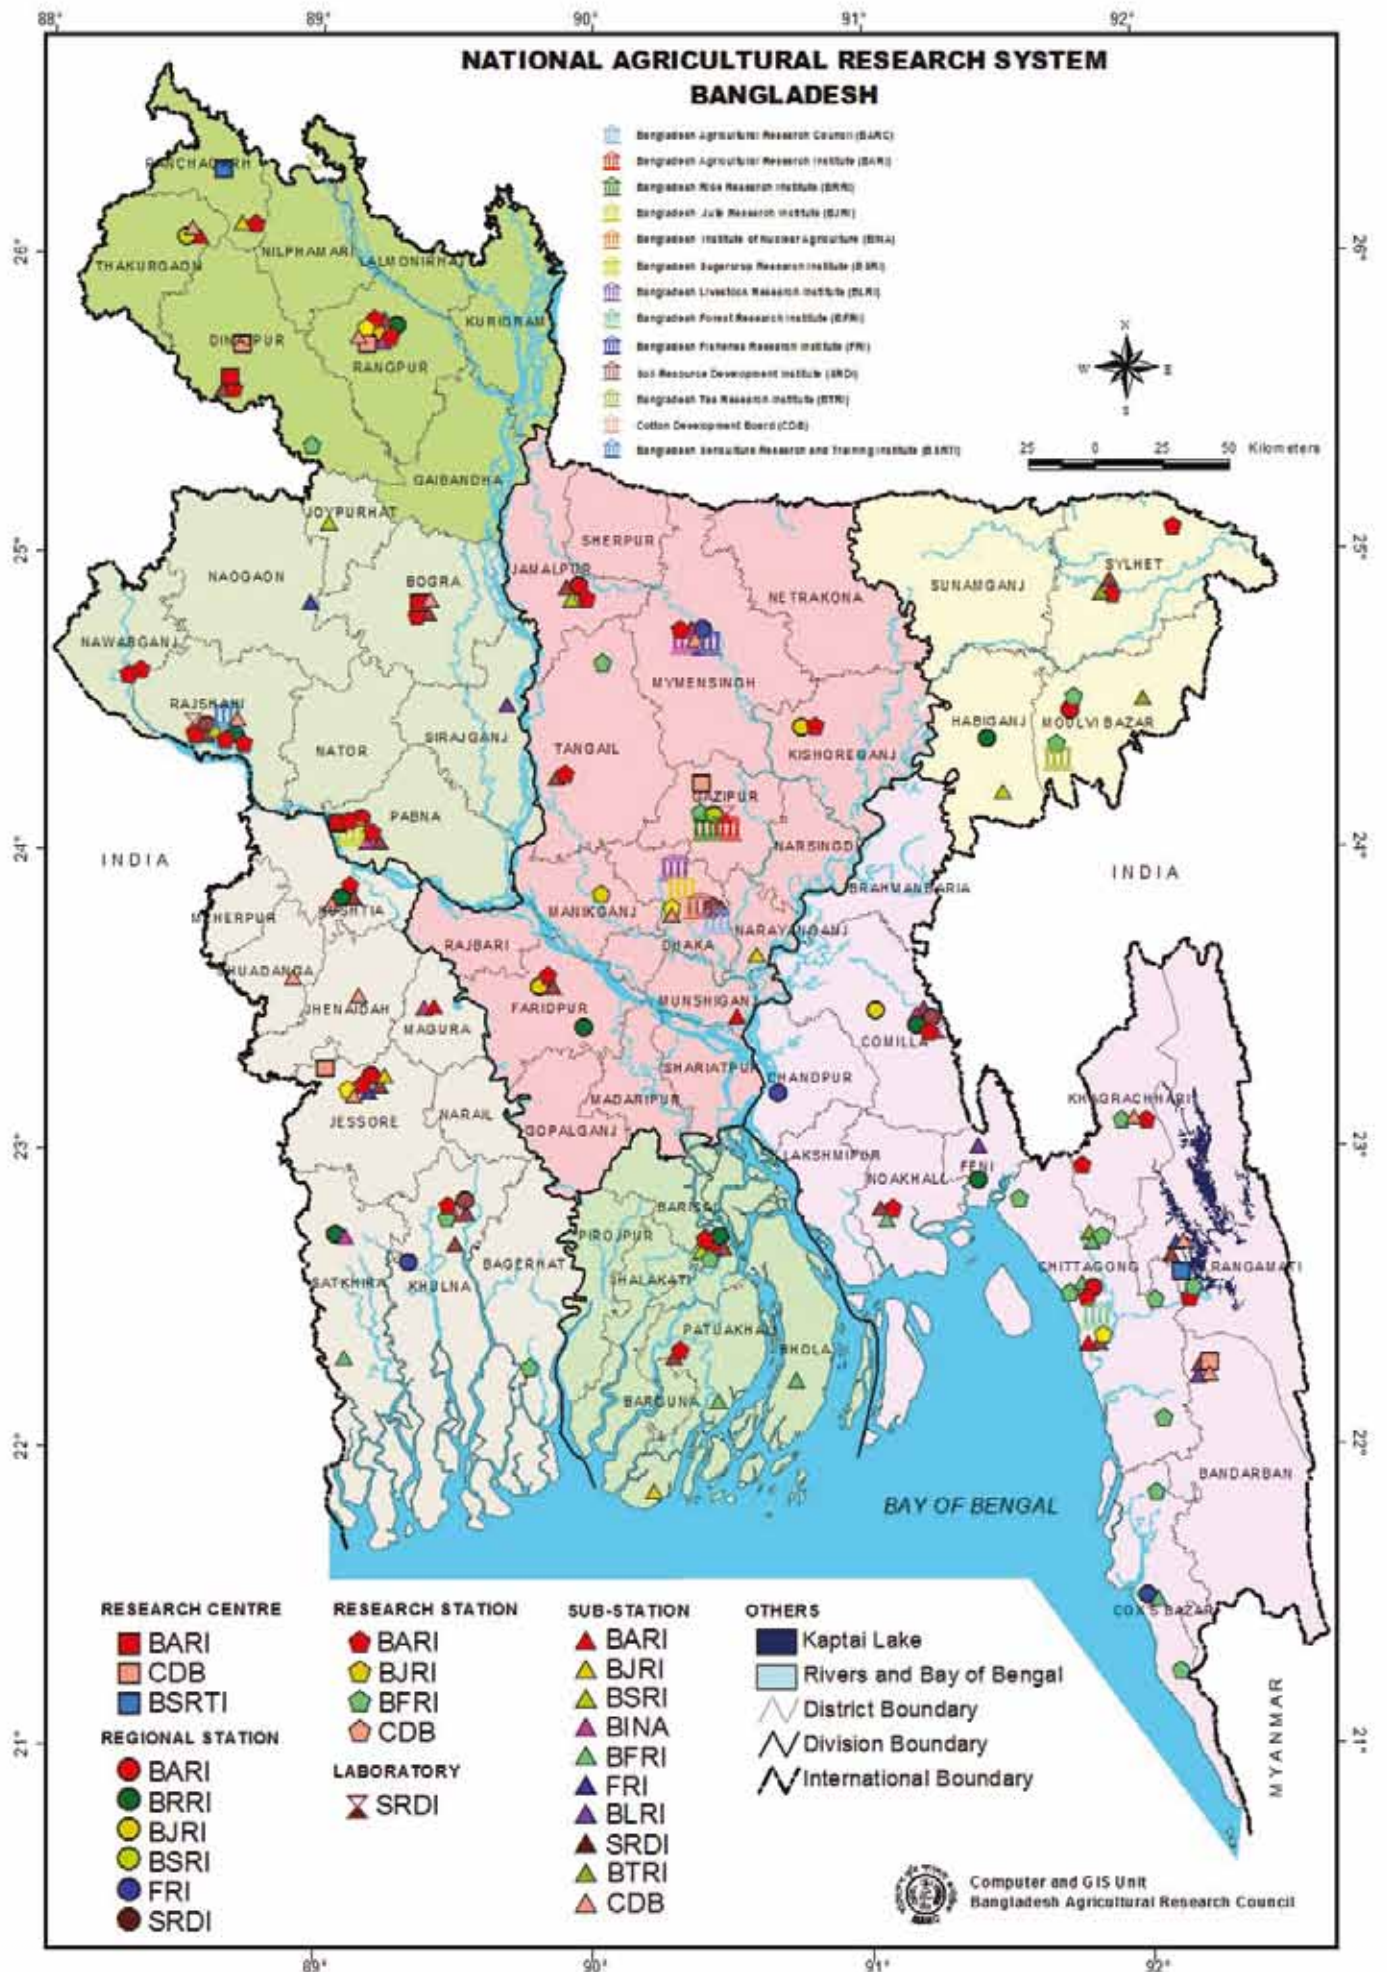 88° 89° 90° 91° 92°
NATIONAL AGRICULTURAL RESEARCH SYSTEM
BANGLADESH
Bangladesh Agricultural Research Council (BARC)
Bangladesh Agricultural Research Institute (BARI)
Bangladesh Rice Research Institute (BRRI)
Bangladesh Jute Research Institute (BJRI)
Bangladesh Institute of Nuclear Agriculture (BINA)
Bangladesh Sugarcrop Research Institute (BSRI)
Bangladesh Livestock Research Institute (BLRI)
Bangladesh Forest Research Institute (BFRI)
Bangladesh Fisheries Research Institute (FRI)
Soil Resource Development Institute (SRDI)
Bangladesh Tea Research Institute (BTRI)
Cotton Development Board (CDB)
Bangladesh Sericulture Research and Training Institute (BSRTI)
N
W E
S
25 0 25 50 Kilometers
26° 26°
25° 25°
24° 24°
23° 23°
22° 22°
21° 21°
PANCHAGARH
THAKURGAON
NILPHAMARI
LALMONIRHAT
DINAJPUR
KURIGRAM
RANGPUR
GAIBANDHA
JOYPURHAT
NAOGAON
BOGRA
NAWABGANJ
RAJSHAHI
NATOR
SIRAJGANJ
PABNA
SHERPUR
JAMALPUR
NETRAKONA
MYMENSINGH
TANGAIL
KISHOREGANJ
GAZIPUR
NARSINGDI
MANIKGANJ
DHAKA
NARAYANGANJ
MUNSHIGANJ
RAJBARI
FARIDPUR
SHARIATPUR
MADARIPUR
GOPALGANJ
SUNAMGANJ
SYLHET
HABIGANJ
MOULVI BAZAR
INDIA
INDIA
MEHERPUR
KUSHTIA
CHUADANGA
JHENAIDAH
MAGURA
JESSORE
NARAIL
SATKHIRA
KHULNA
BAGERHAT
BRAHMANBARIA
COMILLA
CHANDPUR
LAKSHMIPUR
NOAKHALI
FENI
KHAGRACHHARI
CHITTAGONG
RANGAMATI
BANDARBAN
COX'S BAZAR
PIROJPUR
BARISAL
JHALAKATI
PATUAKHALI
BHOLA
BARGUNA
BAY OF BENGAL
MYANMAR
RESEARCH CENTRE
BARI
CDB
BSRTI
REGIONAL STATION
BARI
BRRI
BJRI
BSRI
FRI
SRDI
RESEARCH STATION
BARI
BJRI
BFRI
CDB
LABORATORY
SRDI
SUB-STATION
BARI
BJRI
BSRI
BINA
BFRI
FRI
BLRI
SRDI
BTRI
CDB
OTHERS
Kaptai Lake
Rivers and Bay of Bengal
District Boundary
Division Boundary
International Boundary
Computer and GIS Unit
Bangladesh Agricultural Research Council
89° 90° 91° 92°